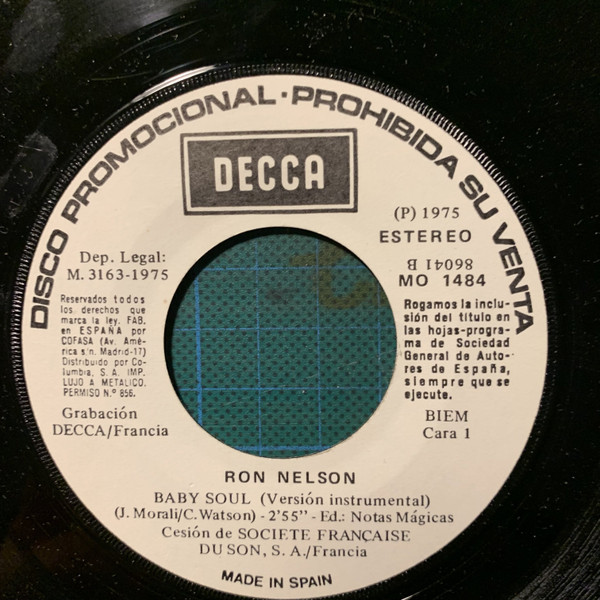 DISCO PROMOCIONAL · PROHIBIDA SU VENTA
DECCA
(P) 1975
ESTEREO
86041 B
MO 1484
Dep. Legal:
M. 3163-1975
Reservados todos
los derechos que
marca la ley. FAB.
en ESPAÑA por
COFASA (Av. Amé-
rica s/n. Madrid-17)
Distribuido por Co-
lumbia, S. A. IMP.
LUJO A METALICO.
PERMISO N.º 856.
Grabación
DECCA/Francia
Rogamos la inclu-
sión del título en
las hojas-progra-
ma de Sociedad
General de Auto-
res de España,
siempre que se
ejecute.
BIEM
Cara 1
RON NELSON
BABY SOUL (Versión instrumental)
(J. Morali/C. Watson) - 2'55" - Ed.: Notas Mágicas
Cesión de SOCIETE FRANÇAISE
DU SON, S. A./Francia
MADE IN SPAIN